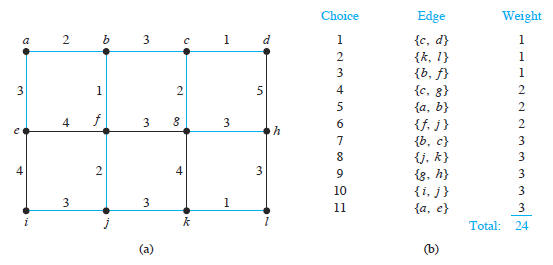 a 2 b 3 c 1 d
3 1 2 5
e 4 f 3 g 3 h
4 2 4 3
i 3 j 3 k 1 l
(a)
Choice Edge Weight
1 {c, d} 1
2 {k, l} 1
3 {b, f} 1
4 {c, g} 2
5 {a, b} 2
6 {f, j} 2
7 {b, c} 3
8 {j, k} 3
9 {g, h} 3
10 {i, j} 3
11 {a, e} 3
Total: 24
(b)